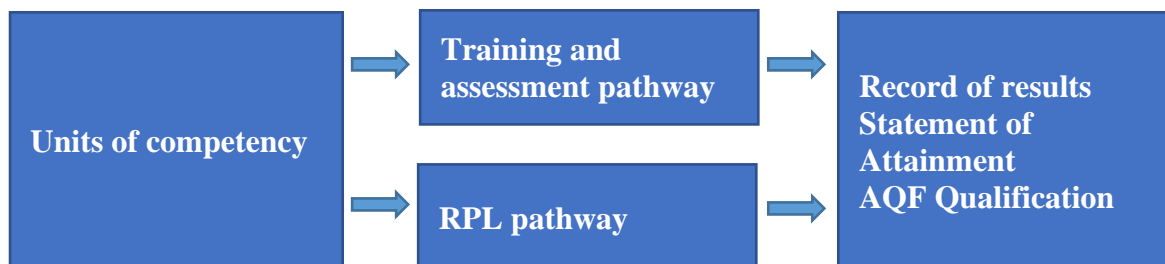 Units of competency
Training and
assessment pathway
RPL pathway
Record of results
Statement of
Attainment
AQF Qualification